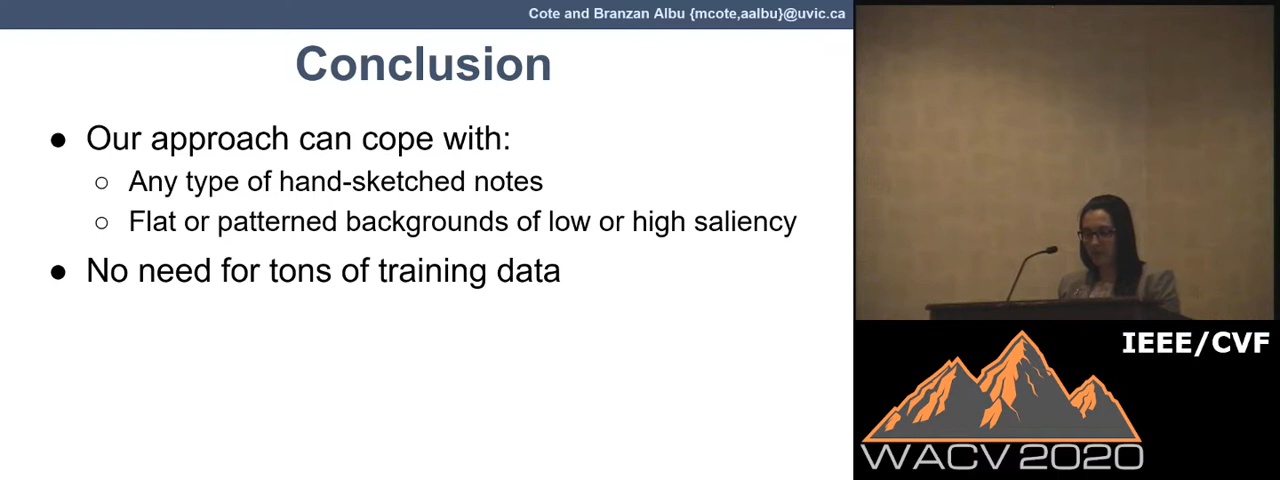 Cote and Branzan Albu {mcote,aalbu}@uvic.ca
Conclusion
● Our approach can cope with:
○ Any type of hand-sketched notes
○ Flat or patterned backgrounds of low or high saliency
● No need for tons of training data
IEEE/CVF
WACV 2020